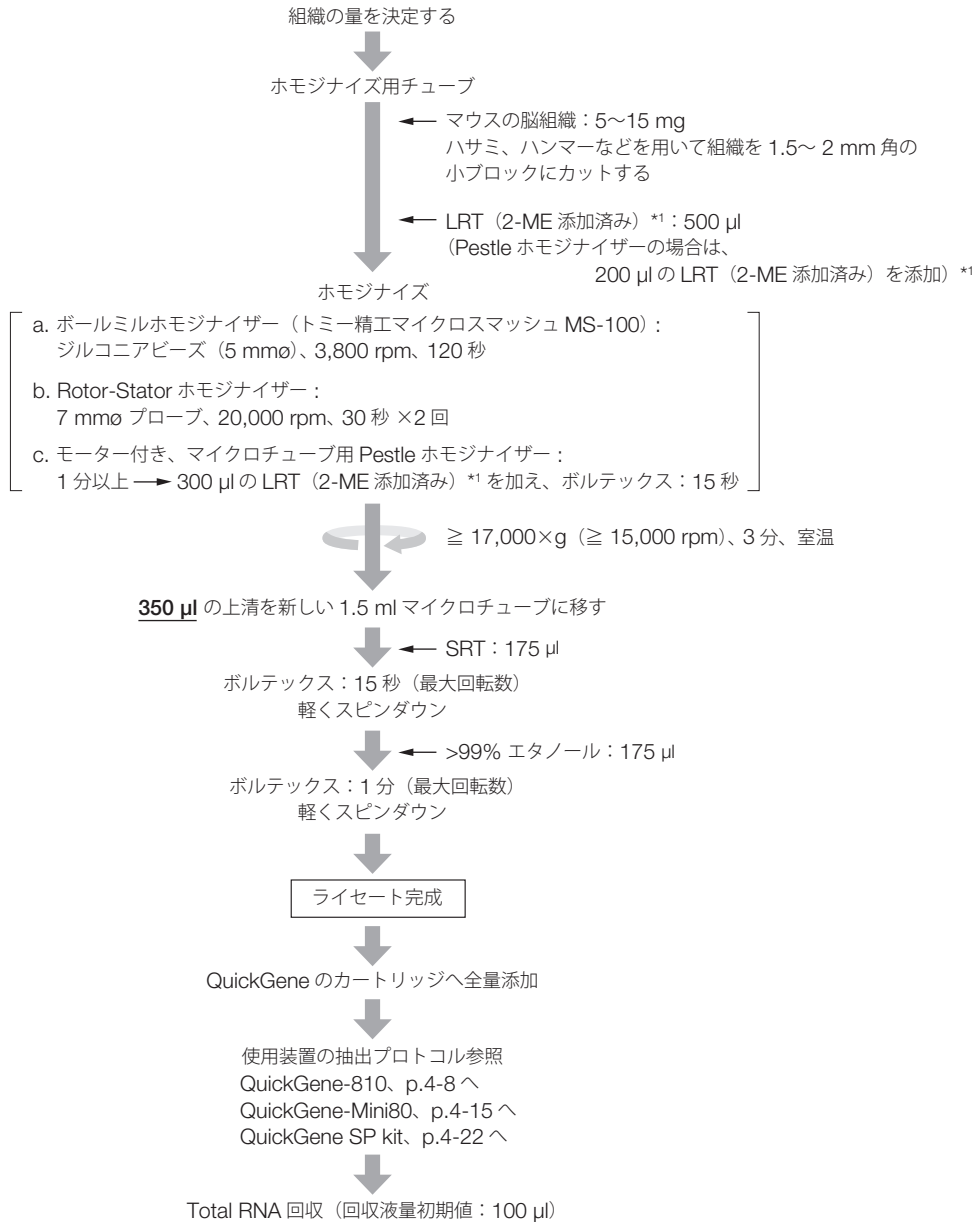 組織の量を決定する
ホモジナイズ用チューブ
マウスの脳組織：5〜15 mg
ハサミ、ハンマーなどを用いて組織を 1.5〜 2 mm 角の
小ブロックにカットする
LRT（2-ME 添加済み）*1：500 µl
（Pestle ホモジナイザーの場合は、
200 µl の LRT（2-ME 添加済み）を添加）*1
ホモジナイズ
a. ボールミルホモジナイザー（トミー精工マイクロスマッシュ MS-100）:
ジルコニアビーズ（5 mmø）、3,800 rpm、120 秒
b. Rotor-Stator ホモジナイザー :
7 mmø プローブ、20,000 rpm、30 秒 ×2 回
c. モーター付き、マイクロチューブ用 Pestle ホモジナイザー :
1 分以上 → 300 µl の LRT（2-ME 添加済み）*1 を加え、ボルテックス：15 秒
≧ 17,000×g（≧ 15,000 rpm）、3 分、室温
350 µl の上清を新しい 1.5 ml マイクロチューブに移す
SRT：175 µl
ボルテックス：15 秒（最大回転数）
軽くスピンダウン
>99% エタノール：175 µl
ボルテックス：1 分（最大回転数）
軽くスピンダウン
ライセート完成
QuickGene のカートリッジへ全量添加
使用装置の抽出プロトコル参照
QuickGene-810、p.4-8 へ
QuickGene-Mini80、p.4-15 へ
QuickGene SP kit、p.4-22 へ
Total RNA 回収（回収液量初期値：100 µl）